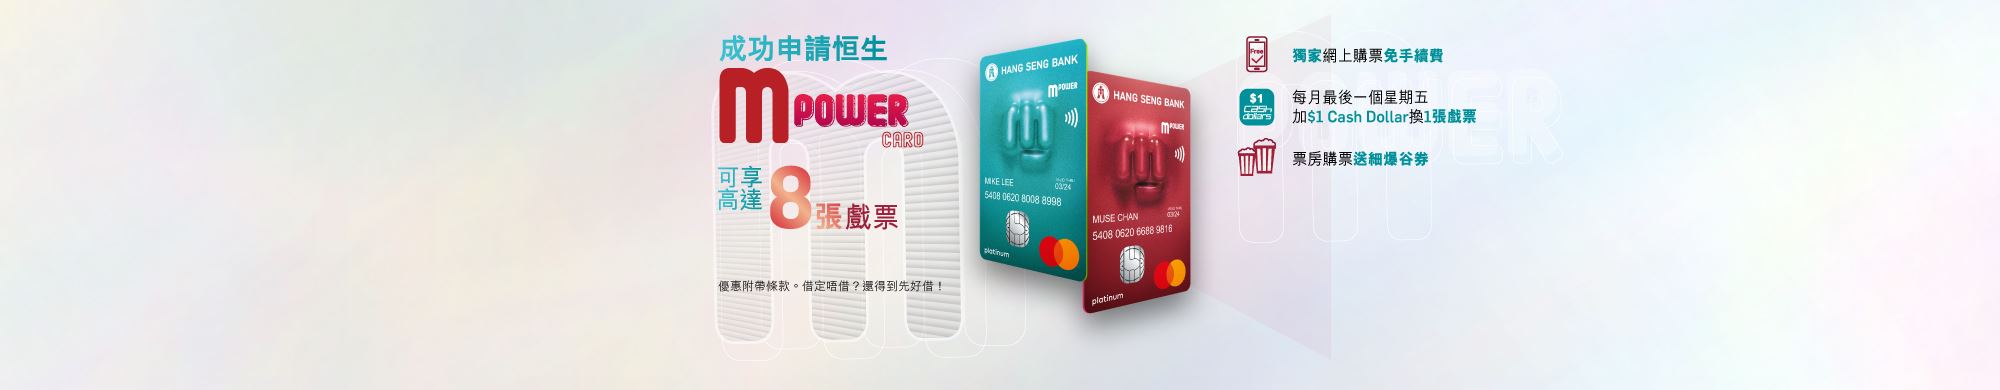 成功申請恒生
mPOWER
CARD
可享
高達
8張戲票
優惠附帶條款。借定唔借？還得到先好借！
HANG SENG BANK
mPOWER
MIKE LEE
03/24
5408 0620 8008 8998
platinum
HANG SENG BANK
mPOWER
MUSE CHAN
03/24
5408 0620 6688 9816
platinum
Free
獨家網上購票免手續費
$1
Cash
dollars
每月最後一個星期五
加$1 Cash Dollar換1張戲票
票房購票送細爆谷券
POWER